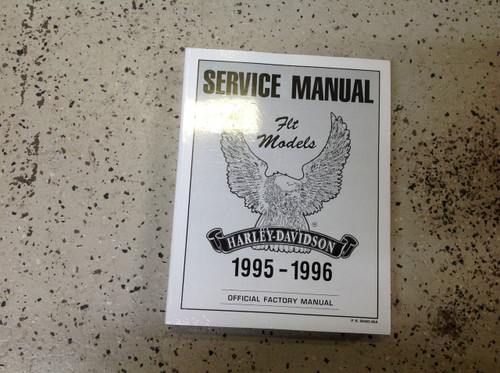 SERVICE MANUAL
Flt
Models
®
HARLEY-DAVIDSON
1995-1996
OFFICIAL FACTORY MANUAL